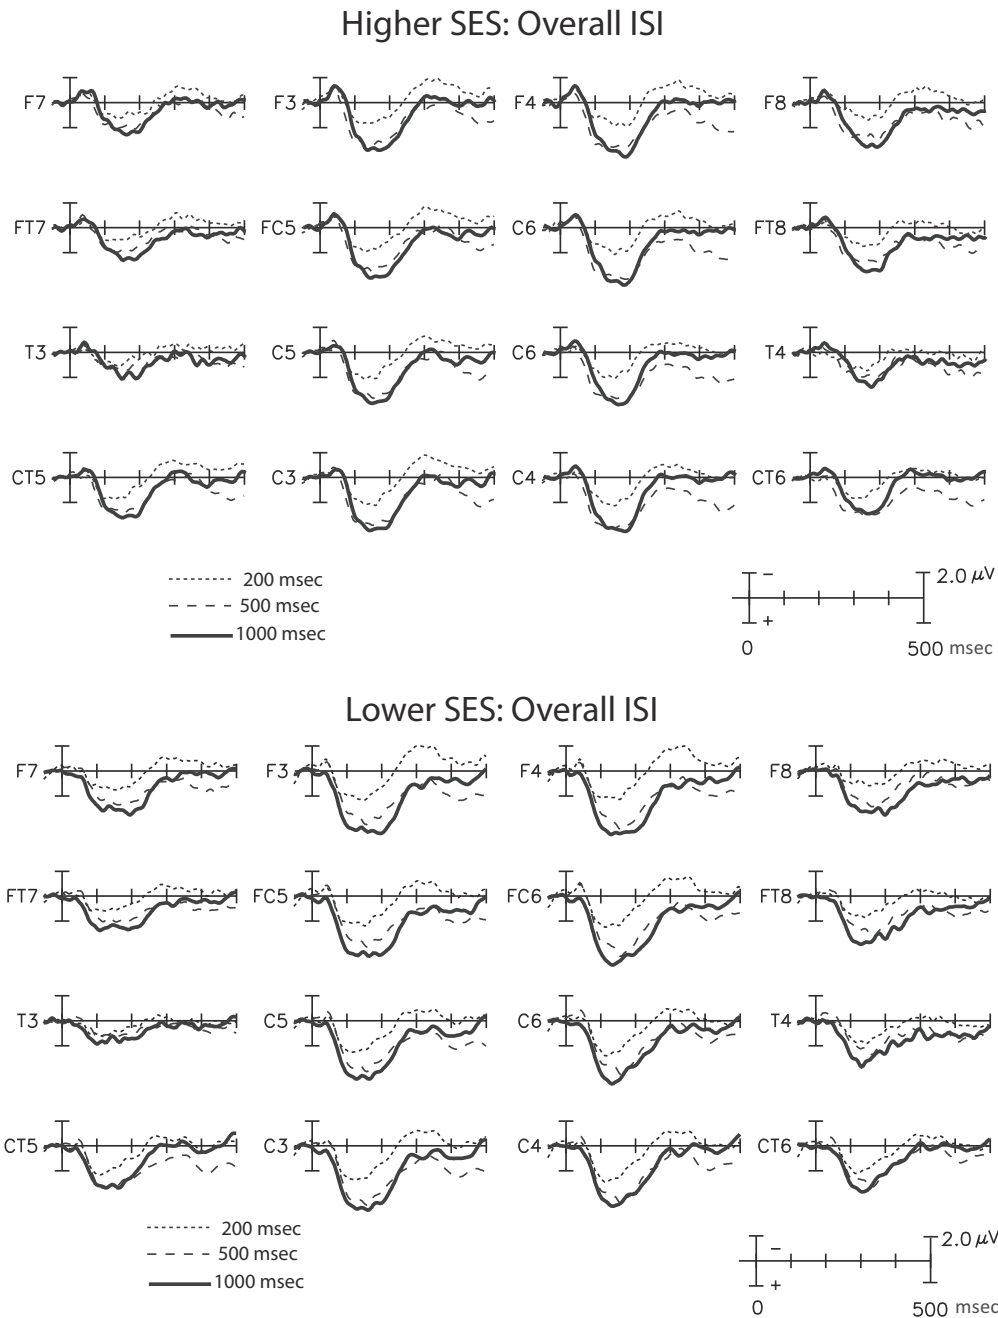 Higher SES: Overall ISI
F7 F3 F4 F8
FT7 FC5 C6 FT8
T3 C5 C6 T4
CT5 C3 C4 CT6
200 msec
500 msec
1000 msec
− 2.0 μV
+
0 500 msec
Lower SES: Overall ISI
F7 F3 F4 F8
FT7 FC5 FC6 FT8
T3 C5 C6 T4
CT5 C3 C4 CT6
200 msec
500 msec
1000 msec
− 2.0 μV
+
0 500 msec